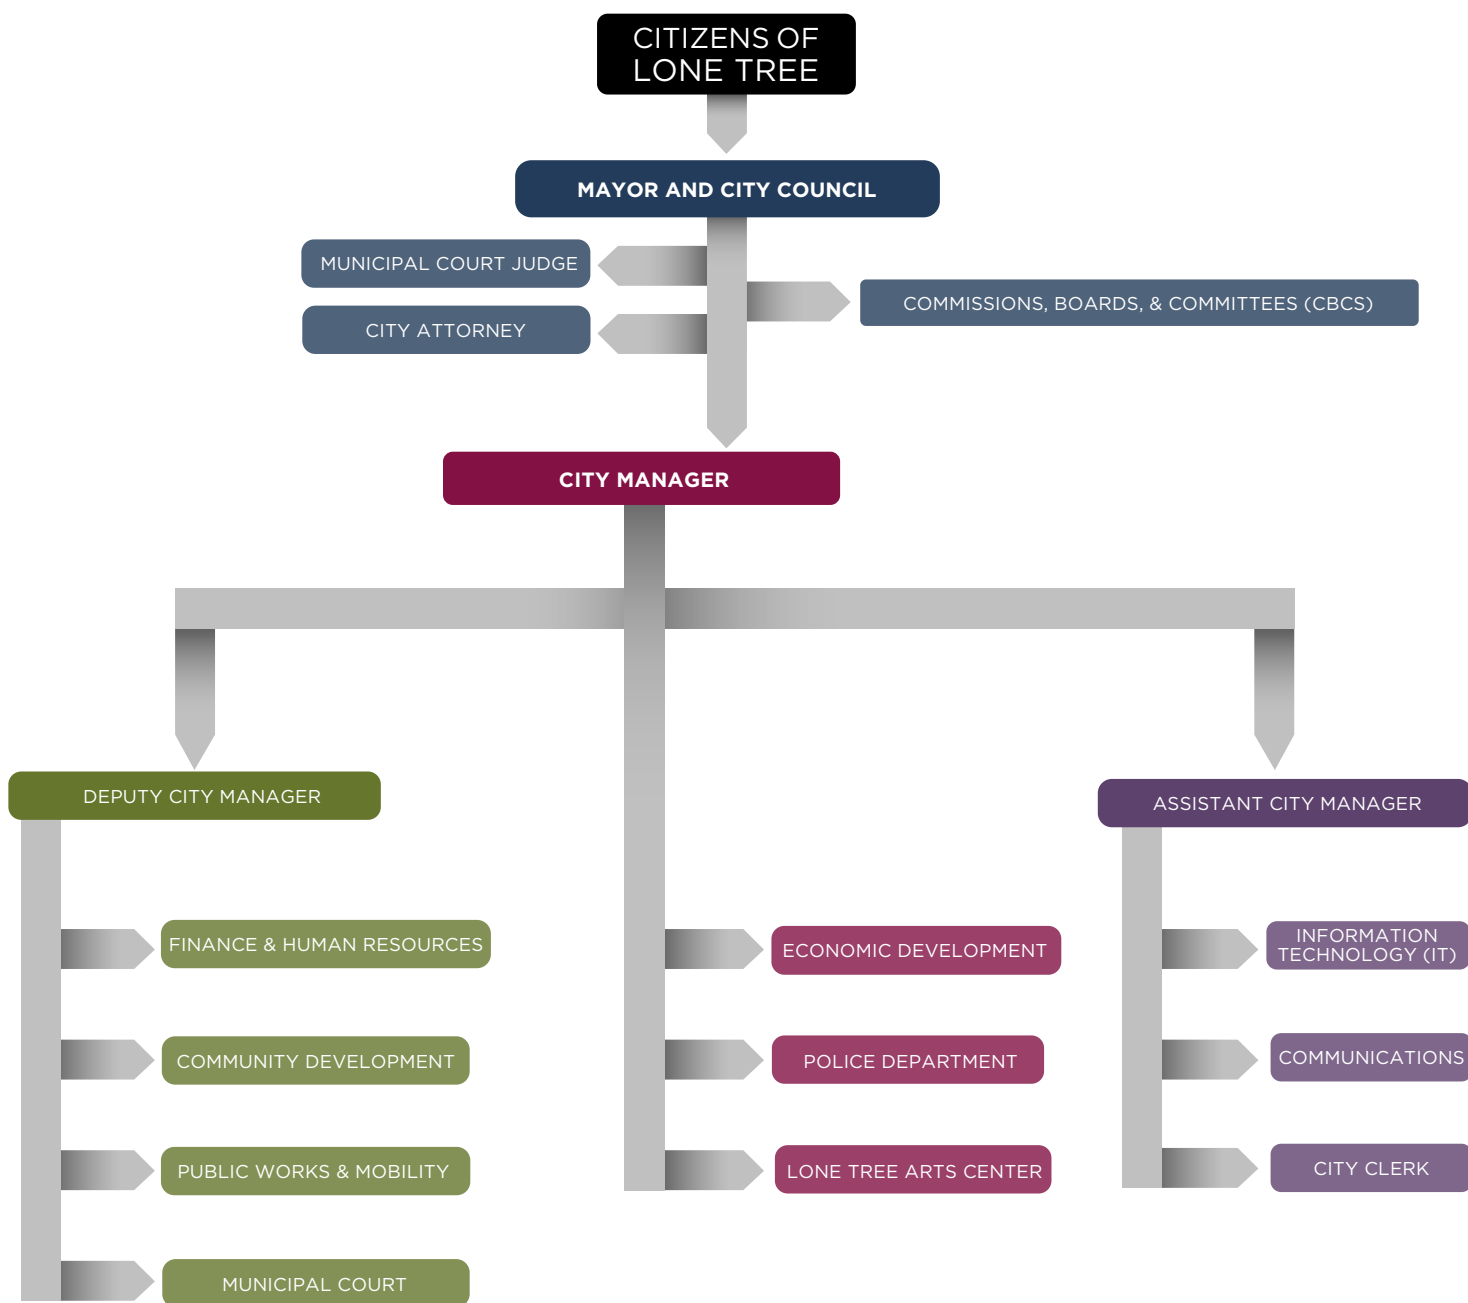 CITIZENS OF
LONE TREE
MAYOR AND CITY COUNCIL
MUNICIPAL COURT JUDGE
COMMISSIONS, BOARDS, & COMMITTEES (CBCS)
CITY ATTORNEY
CITY MANAGER
DEPUTY CITY MANAGER
FINANCE & HUMAN RESOURCES
COMMUNITY DEVELOPMENT
PUBLIC WORKS & MOBILITY
MUNICIPAL COURT
ECONOMIC DEVELOPMENT
POLICE DEPARTMENT
LONE TREE ARTS CENTER
ASSISTANT CITY MANAGER
INFORMATION
TECHNOLOGY (IT)
COMMUNICATIONS
CITY CLERK